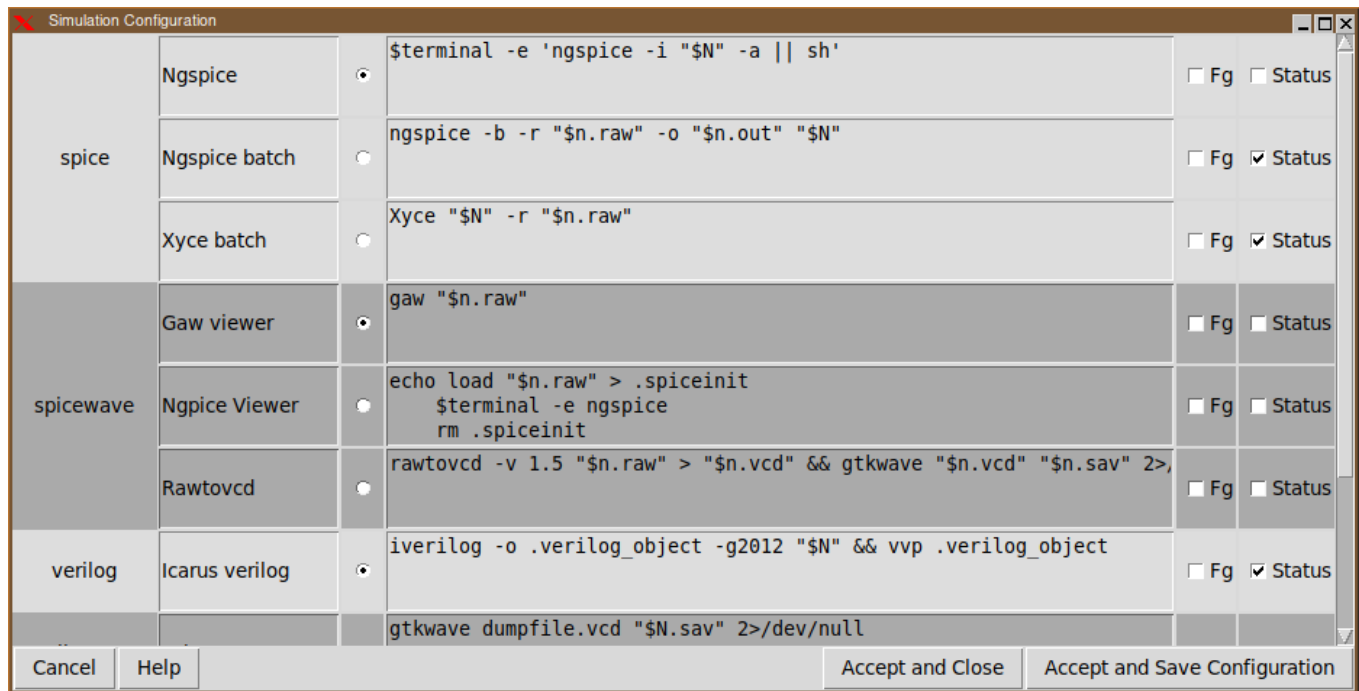 Simulation Configuration
spice
Ngspice
$terminal -e 'ngspice -i "$N" -a || sh'
Fg
Status
Ngspice batch
ngspice -b -r "$n.raw" -o "$n.out" "$N"
Fg
Status
Xyce batch
Xyce "$N" -r "$n.raw"
Fg
Status
spicewave
Gaw viewer
gaw "$n.raw"
Fg
Status
Ngpice Viewer
echo load "$n.raw" > .spiceinit
$terminal -e ngspice
rm .spiceinit
Fg
Status
Rawtovcd
rawtovcd -v 1.5 "$n.raw" > "$n.vcd" && gtkwave "$n.vcd" "$n.sav" 2>/
Fg
Status
verilog
Icarus verilog
iverilog -o .verilog_object -g2012 "$N" && vvp .verilog_object
Fg
Status
gtkwave dumpfile.vcd "$N.sav" 2>/dev/null
Cancel
Help
Accept and Close
Accept and Save Configuration